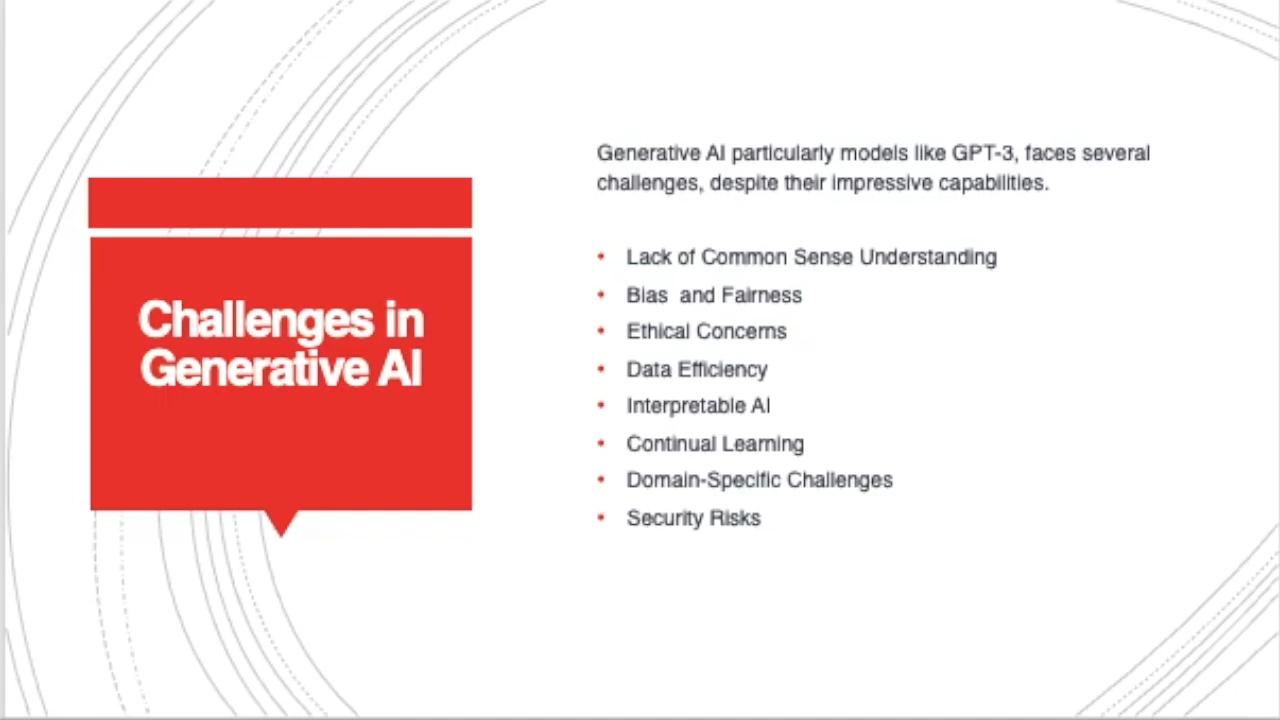 Challenges in
Generative AI
Generative AI particularly models like GPT-3, faces several
challenges, despite their impressive capabilities.
• Lack of Common Sense Understanding
• Bias  and Fairness
• Ethical Concerns
• Data Efficiency
• Interpretable AI
• Continual Learning
• Domain-Specific Challenges
• Security Risks